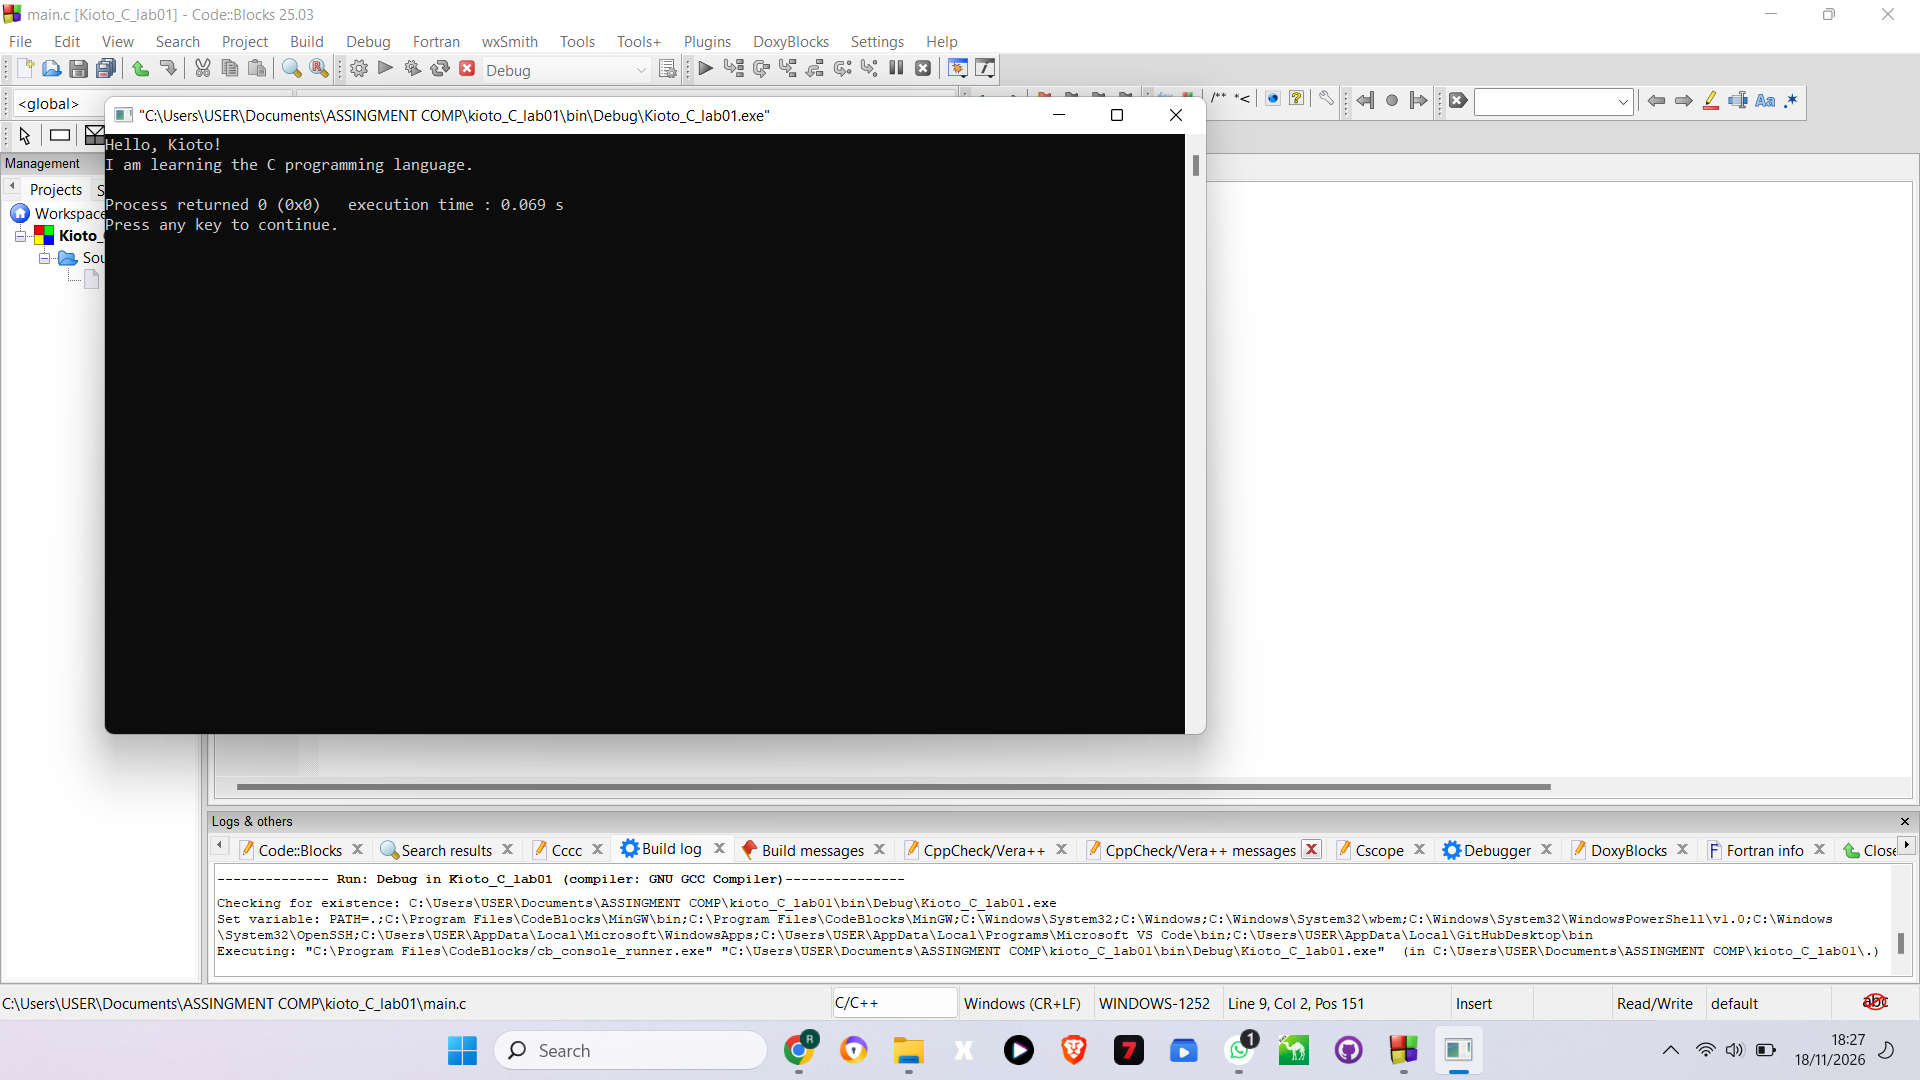 main.c [Kioto_C_lab01] - Code::Blocks 25.03
File Edit View Search Project Build Debug Fortran wxSmith Tools Tools+ Plugins DoxyBlocks Settings Help
Debug
<global>
/** *<
Aa .*
"C:\Users\USER\Documents\ASSINGMENT COMP\kioto_C_lab01\bin\Debug\Kioto_C_lab01.exe"
Hello, Kioto!
I am learning the C programming language.
Process returned 0 (0x0)   execution time : 0.069 s
Press any key to continue.
Management
Projects S
Workspace
Kioto_
Sou
Logs & others
Code::Blocks Search results Cccc Build log Build messages CppCheck/Vera++ CppCheck/Vera++ messages Cscope Debugger DoxyBlocks Fortran info Close
-------------- Run: Debug in Kioto_C_lab01 (compiler: GNU GCC Compiler)---------------
Checking for existence: C:\Users\USER\Documents\ASSINGMENT COMP\kioto_C_lab01\bin\Debug\Kioto_C_lab01.exe
Set variable: PATH=.;C:\Program Files\CodeBlocks\MinGW\bin;C:\Program Files\CodeBlocks\MinGW;C:\Windows\System32;C:\Windows;C:\Windows\System32\wbem;C:\Windows\System32\WindowsPowerShell\v1.0;C:\Windows
\System32\OpenSSH;C:\Users\USER\AppData\Local\Microsoft\WindowsApps;C:\Users\USER\AppData\Local\Programs\Microsoft VS Code\bin;C:\Users\USER\AppData\Local\GitHubDesktop\bin
Executing: "C:\Program Files\CodeBlocks/cb_console_runner.exe" "C:\Users\USER\Documents\ASSINGMENT COMP\kioto_C_lab01\bin\Debug\Kioto_C_lab01.exe"  (in C:\Users\USER\Documents\ASSINGMENT COMP\kioto_C_lab01\.)
C:\Users\USER\Documents\ASSINGMENT COMP\kioto_C_lab01\main.c C/C++ Windows (CR+LF) WINDOWS-1252 Line 9, Col 2, Pos 151 Insert Read/Write default abc
Search R 7 1
18:27
18/11/2026